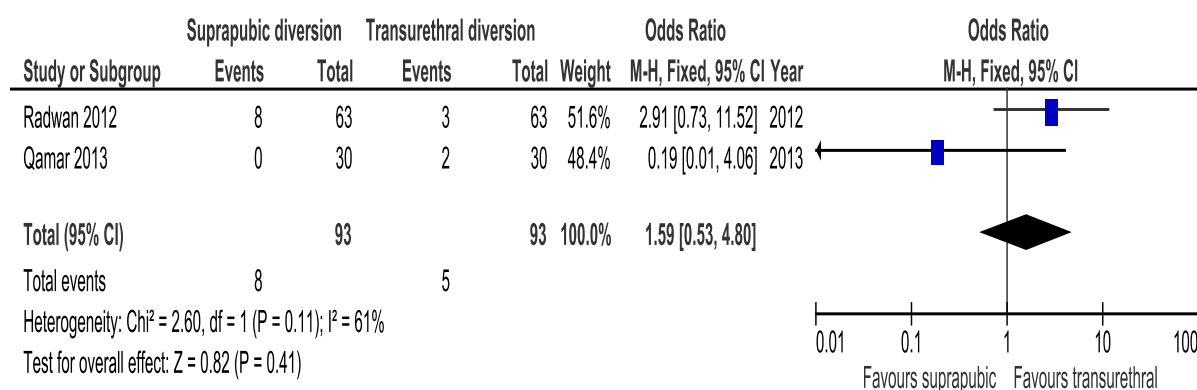 Suprapubic diversion Transurethral diversion Odds Ratio Odds Ratio
Study or Subgroup Events Total Events Total Weight M-H, Fixed, 95% CI Year M-H, Fixed, 95% CI
Radwan 2012 8 63 3 63 51.6% 2.91 [0.73, 11.52] 2012
Qamar 2013 0 30 2 30 48.4% 0.19 [0.01, 4.06] 2013
Total (95% CI) 93 93 100.0% 1.59 [0.53, 4.80]
Total events 8 5
Heterogeneity: Chi² = 2.60, df = 1 (P = 0.11); I² = 61%
Test for overall effect: Z = 0.82 (P = 0.41)
0.01 0.1 1 10 100
Favours suprapubic Favours transurethral